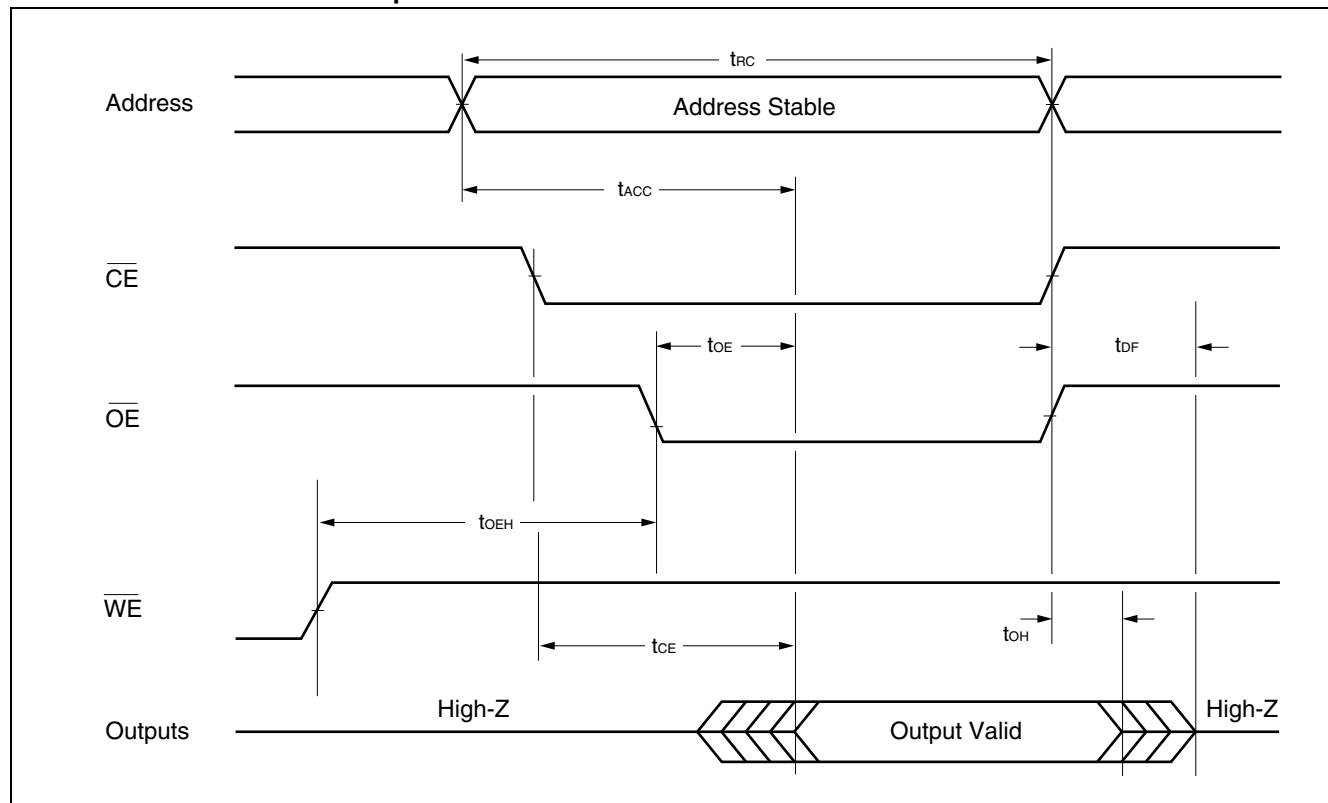 tRC
Address
Address Stable
tACC
CE
tOE
tDF
OE
tOEH
WE
tOH
tCE
High-Z
High-Z
Outputs
Output Valid